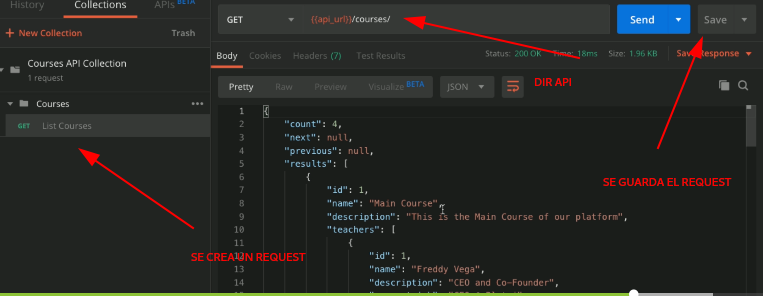 History Collections APIs BETA
+ New Collection Trash
Courses API Collection
1 request
Courses
GET List Courses
SE CREA UN REQUEST
GET {{api_url}}/courses/ Send Save
Body Cookies Headers (7) Test Results Status: 200 OK Time: 18ms Size: 1.96 KB Save Response
DIR API
Pretty Raw Preview Visualize BETA JSON
1 {
2 "count": 4,
3 "next": null,
4 "previous": null,
5 "results": [
6 {
7 "id": 1,
8 "name": "Main Course",
9 "description": "This is the Main Course of our platform",
10 "teachers": [
11 {
12 "id": 1,
13 "name": "Freddy Vega",
14 "description": "CEO and Co-Founder",
SE GUARDA EL REQUEST